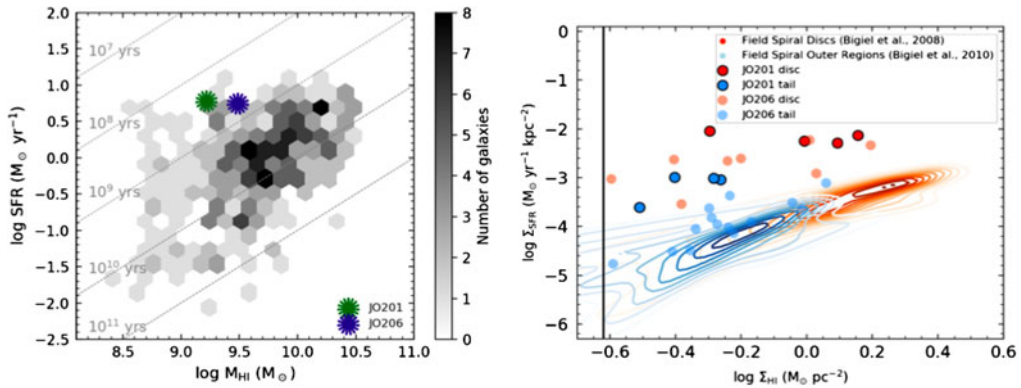 2.0
1.5
1.0
0.5
0.0
−0.5
−1.0
−1.5
−2.0
−2.5
log SFR (M⊙ yr⁻¹)
10⁷ yrs
10⁸ yrs
10⁹ yrs
10¹⁰ yrs
10¹¹ yrs
JO201
JO206
8.5 9.0 9.5 10.0 10.5 11.0
log M_HI (M⊙)
8
7
6
5
4
3
2
1
0
Number of galaxies
0
−1
−2
−3
−4
−5
−6
log Σ_SFR (M⊙ yr⁻¹ kpc⁻²)
Field Spiral Discs (Bigiel et al., 2008)
Field Spiral Outer Regions (Bigiel et al., 2010)
JO201 disc
JO201 tail
JO206 disc
JO206 tail
−0.6 −0.4 −0.2 0.0 0.2 0.4 0.6
log Σ_HI (M⊙ pc⁻²)